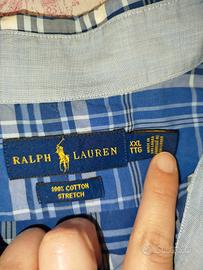 RALPH LAUREN
XXL
TTG
100% COTTON
STRETCH